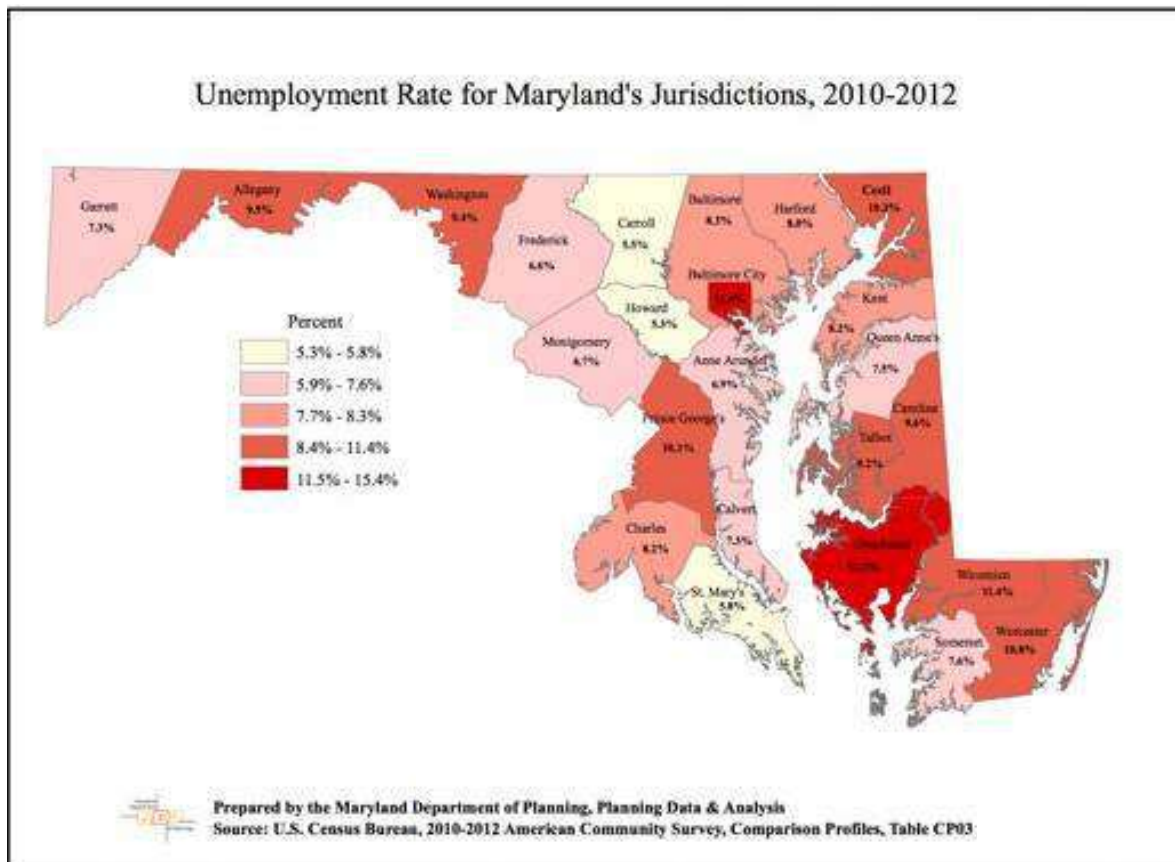 Unemployment Rate for Maryland's Jurisdictions, 2010-2012
Garrett
7.3%
Allegany
9.9%
Washington
9.4%
Frederick
6.6%
Carroll
5.5%
Baltimore
8.3%
Harford
8.0%
Cecil
10.3%
Baltimore City
Howard
5.3%
Montgomery
6.7%
Anne Arundel
6.9%
Kent
8.2%
Queen Anne's
7.5%
Caroline
9.6%
Talbot
9.2%
Prince George's
10.3%
Calvert
7.3%
Charles
8.2%
St. Mary's
5.8%
Dorchester
Wicomico
11.4%
Worcester
10.8%
Somerset
7.6%
Percent
5.3% - 5.8%
5.9% - 7.6%
7.7% - 8.3%
8.4% - 11.4%
11.5% - 15.4%
Prepared by the Maryland Department of Planning, Planning Data & Analysis
Source: U.S. Census Bureau, 2010-2012 American Community Survey, Comparison Profiles, Table CP03